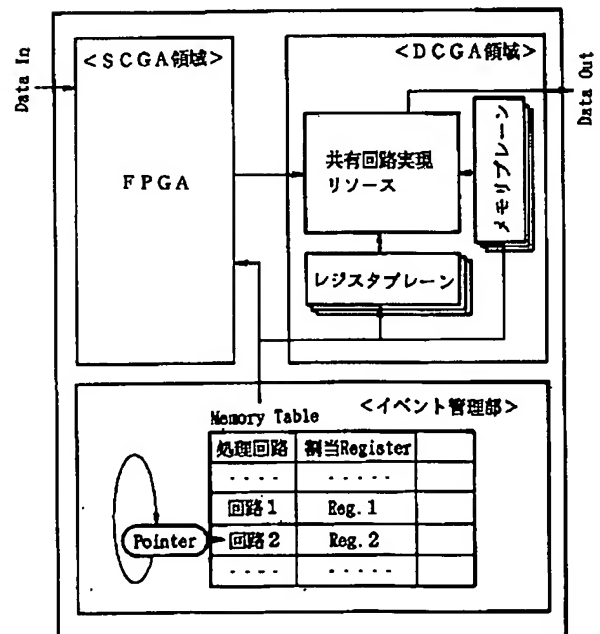 Data In
<SCGA領域>
FPGA
<DCGA領域>
Data Out
共有回路実現
リソース
メモリプレーン
レジスタプレーン
<イベント管理部>
Memory Table
処理回路 割当Register
.... .....
回路1 Reg.1
Pointer 回路2 Reg.2
.... .....